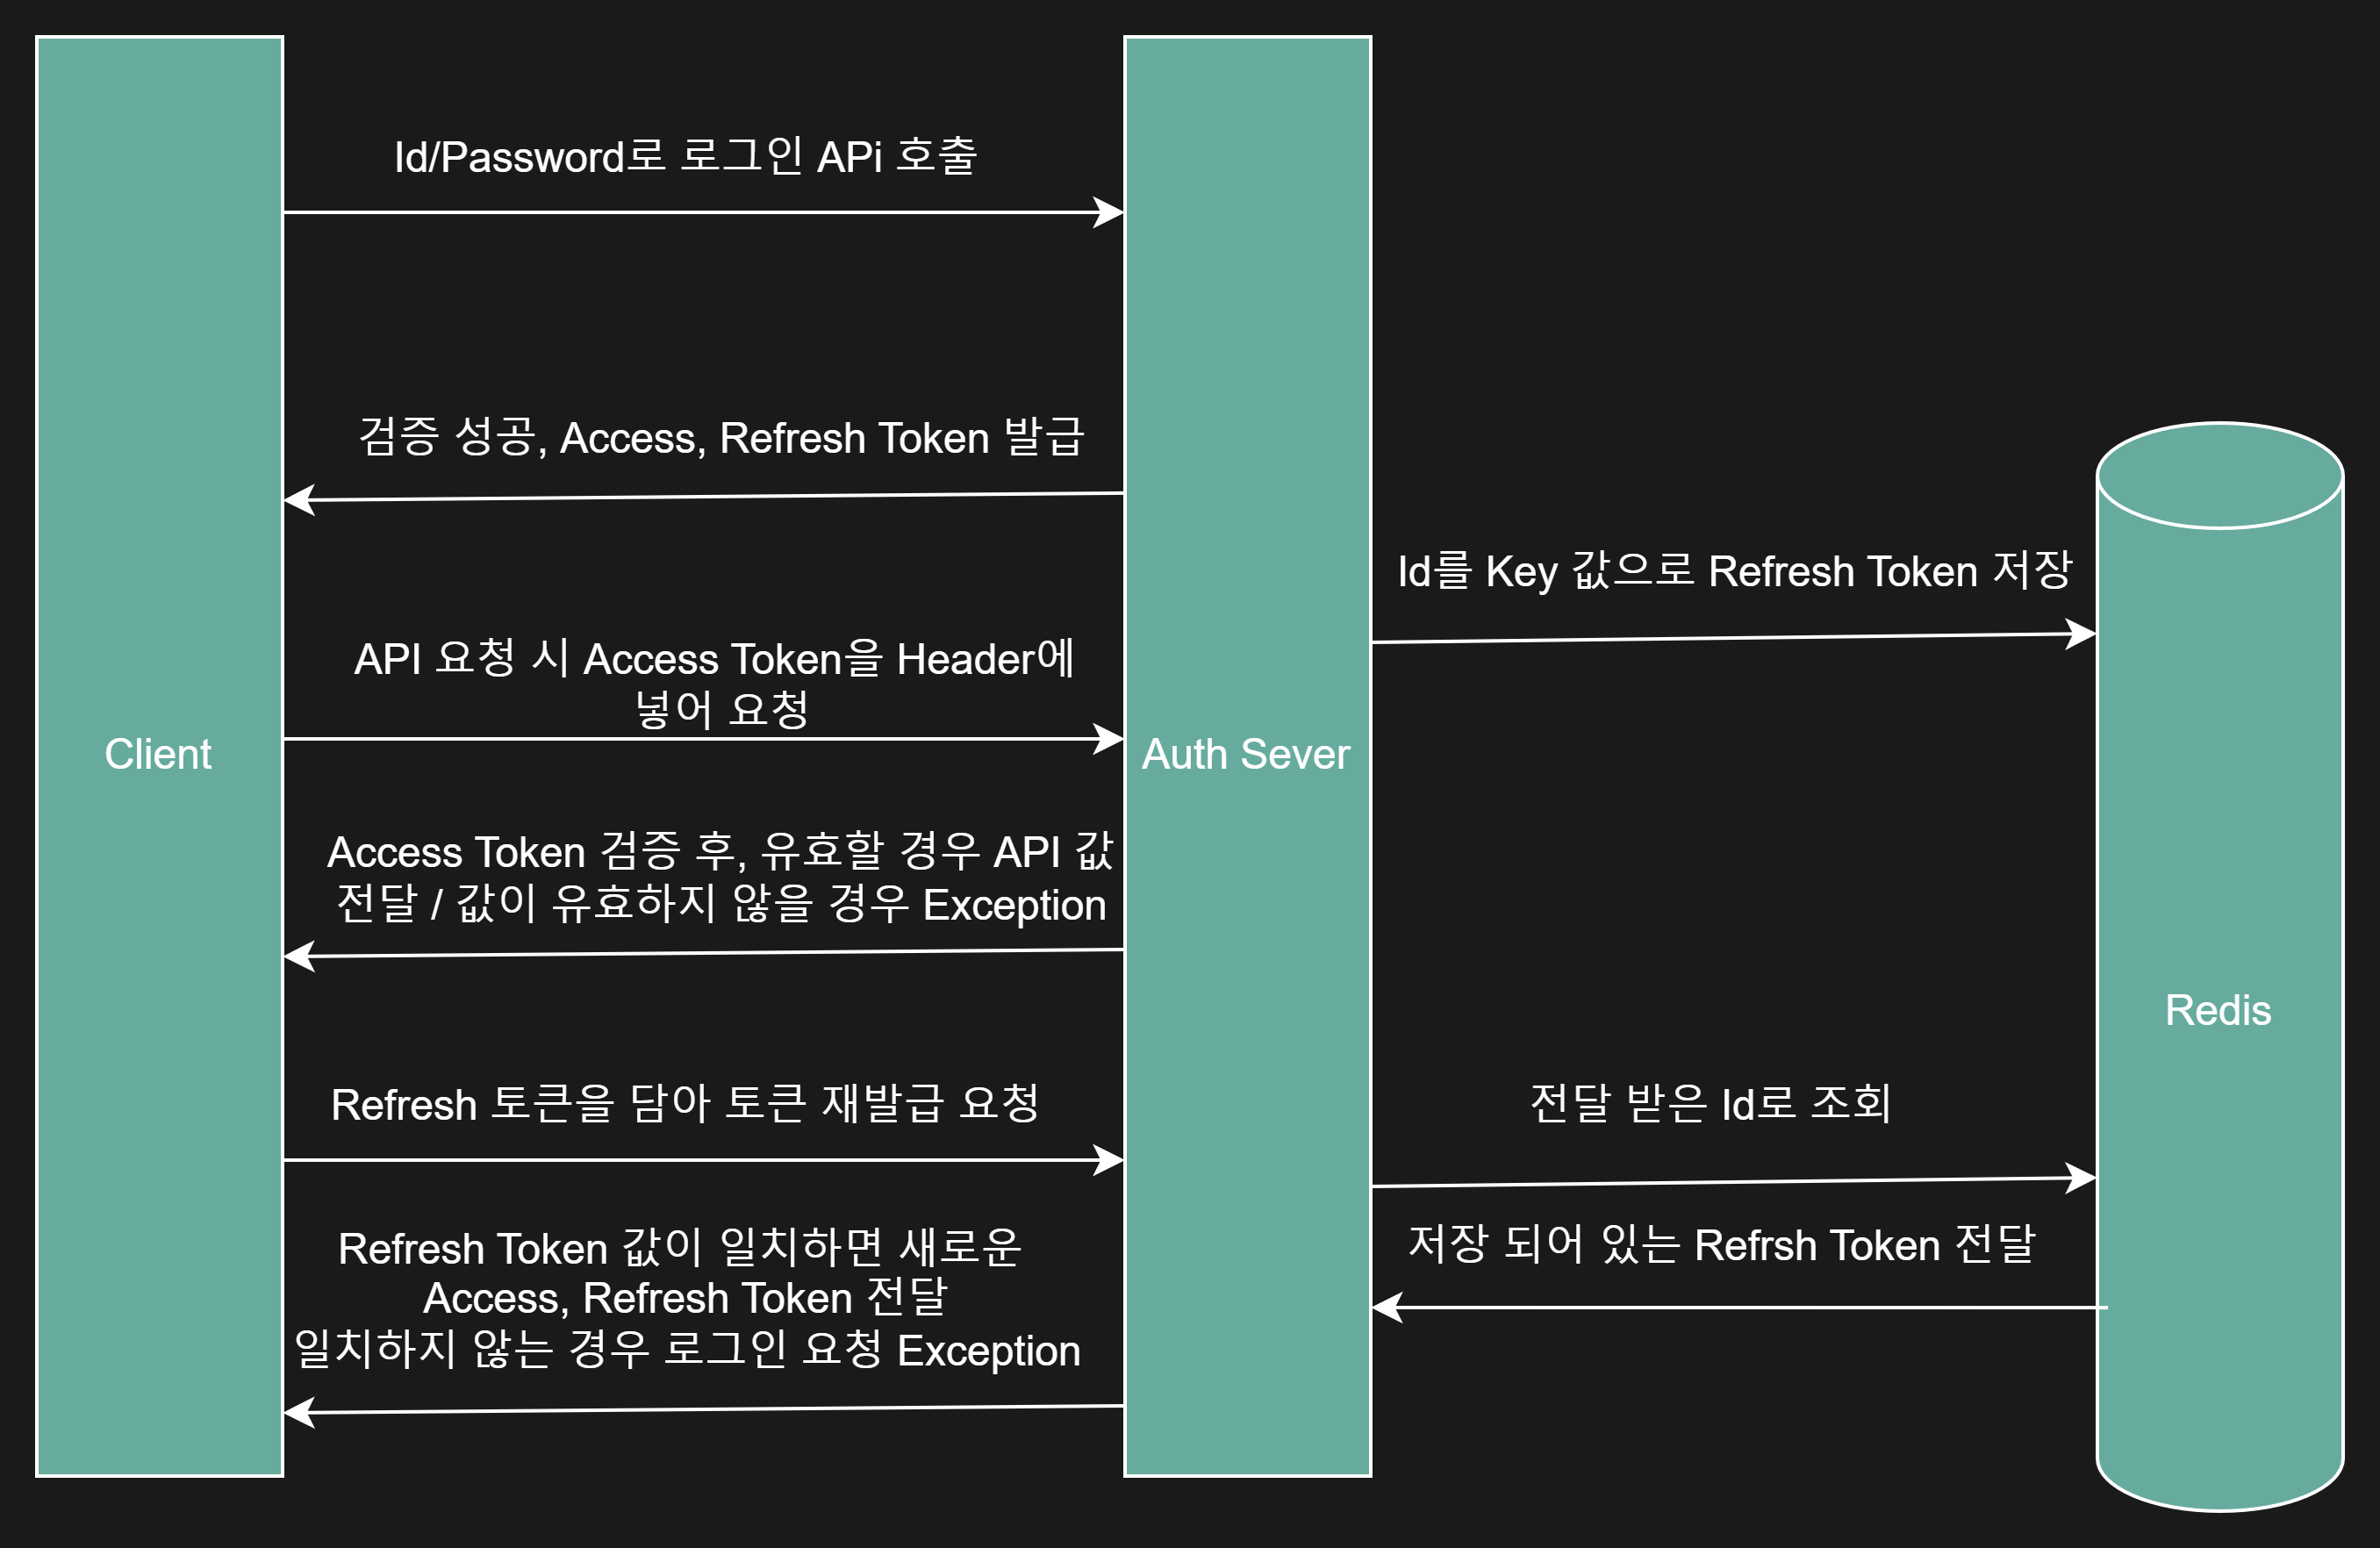 Id/Password로 로그인 APi 호출
검증 성공, Access, Refresh Token 발급
Id를 Key 값으로 Refresh Token 저장
API 요청 시 Access Token을 Header에
넣어 요청
Client
Auth Sever
Access Token 검증 후, 유효할 경우 API 값
전달 / 값이 유효하지 않을 경우 Exception
Redis
Refresh 토큰을 담아 토큰 재발급 요청
전달 받은 Id로 조회
Refresh Token 값이 일치하면 새로운
Access, Refresh Token 전달
일치하지 않는 경우 로그인 요청 Exception
저장 되어 있는 Refrsh Token 전달